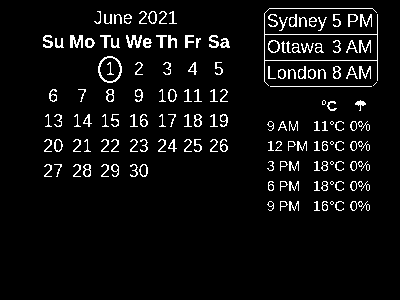 June 2021
Su Mo Tu We Th Fr Sa
1 2 3 4 5
6 7 8 9 10 11 12
13 14 15 16 17 18 19
20 21 22 23 24 25 26
27 28 29 30
Sydney 5 PM
Ottawa 3 AM
London 8 AM
°C ☂
9 AM 11°C 0%
12 PM 16°C 0%
3 PM 18°C 0%
6 PM 18°C 0%
9 PM 16°C 0%